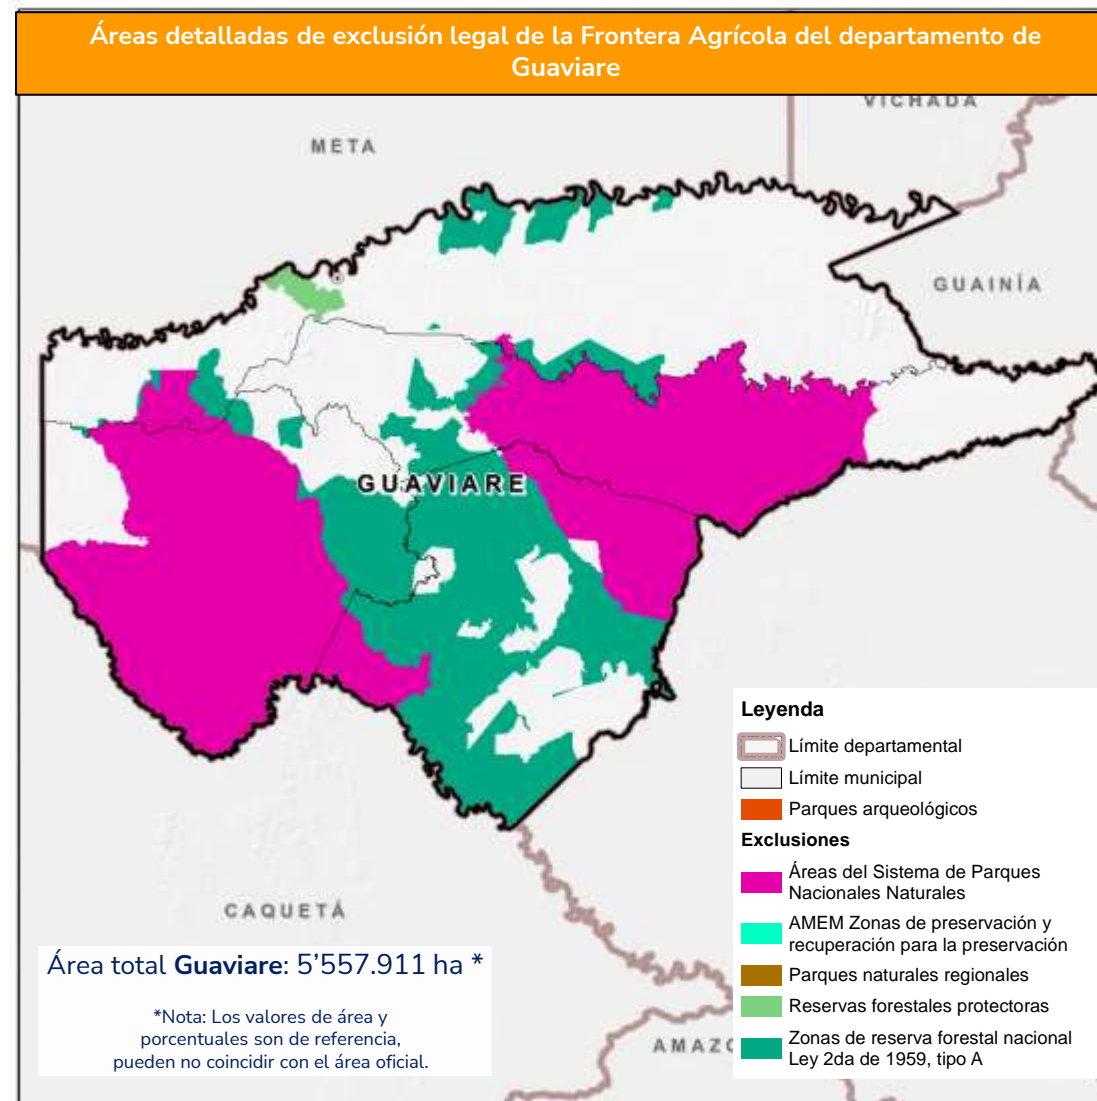 Áreas detalladas de exclusión legal de la Frontera Agrícola del departamento de
Guaviare
VICHADA
META
GUAINÍA
GUAVIARE
CAQUETÁ
Área total Guaviare: 5’557.911 ha *
*Nota: Los valores de área y
porcentuales son de referencia,
pueden no coincidir con el área oficial.
AMAZO
Leyenda
Límite departamental
Límite municipal
Parques arqueológicos
Exclusiones
Áreas del Sistema de Parques
Nacionales Naturales
AMEM Zonas de preservación y
recuperación para la preservación
Parques naturales regionales
Reservas forestales protectoras
Zonas de reserva forestal nacional
Ley 2da de 1959, tipo A